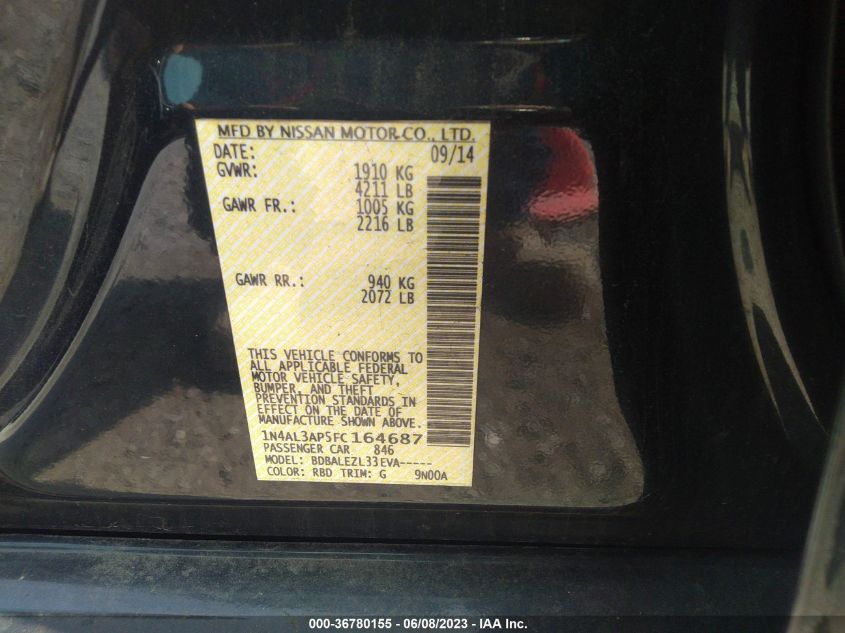 MFD BY NISSAN MOTOR CO., LTD.
DATE: 09/14
GVWR: 1910 KG
4211 LB
GAWR FR.: 1005 KG
2216 LB
GAWR RR.: 940 KG
2072 LB
THIS VEHICLE CONFORMS TO
ALL APPLICABLE FEDERAL
MOTOR VEHICLE SAFETY,
BUMPER, AND THEFT
PREVENTION STANDARDS IN
EFFECT ON THE DATE OF
MANUFACTURE SHOWN ABOVE.
1N4AL3AP5FC164687
PASSENGER CAR 846
MODEL: BDBALEZL33EVA-----
COLOR: RBD TRIM: G 9N00A
000-36780155 - 06/08/2023 - IAA Inc.